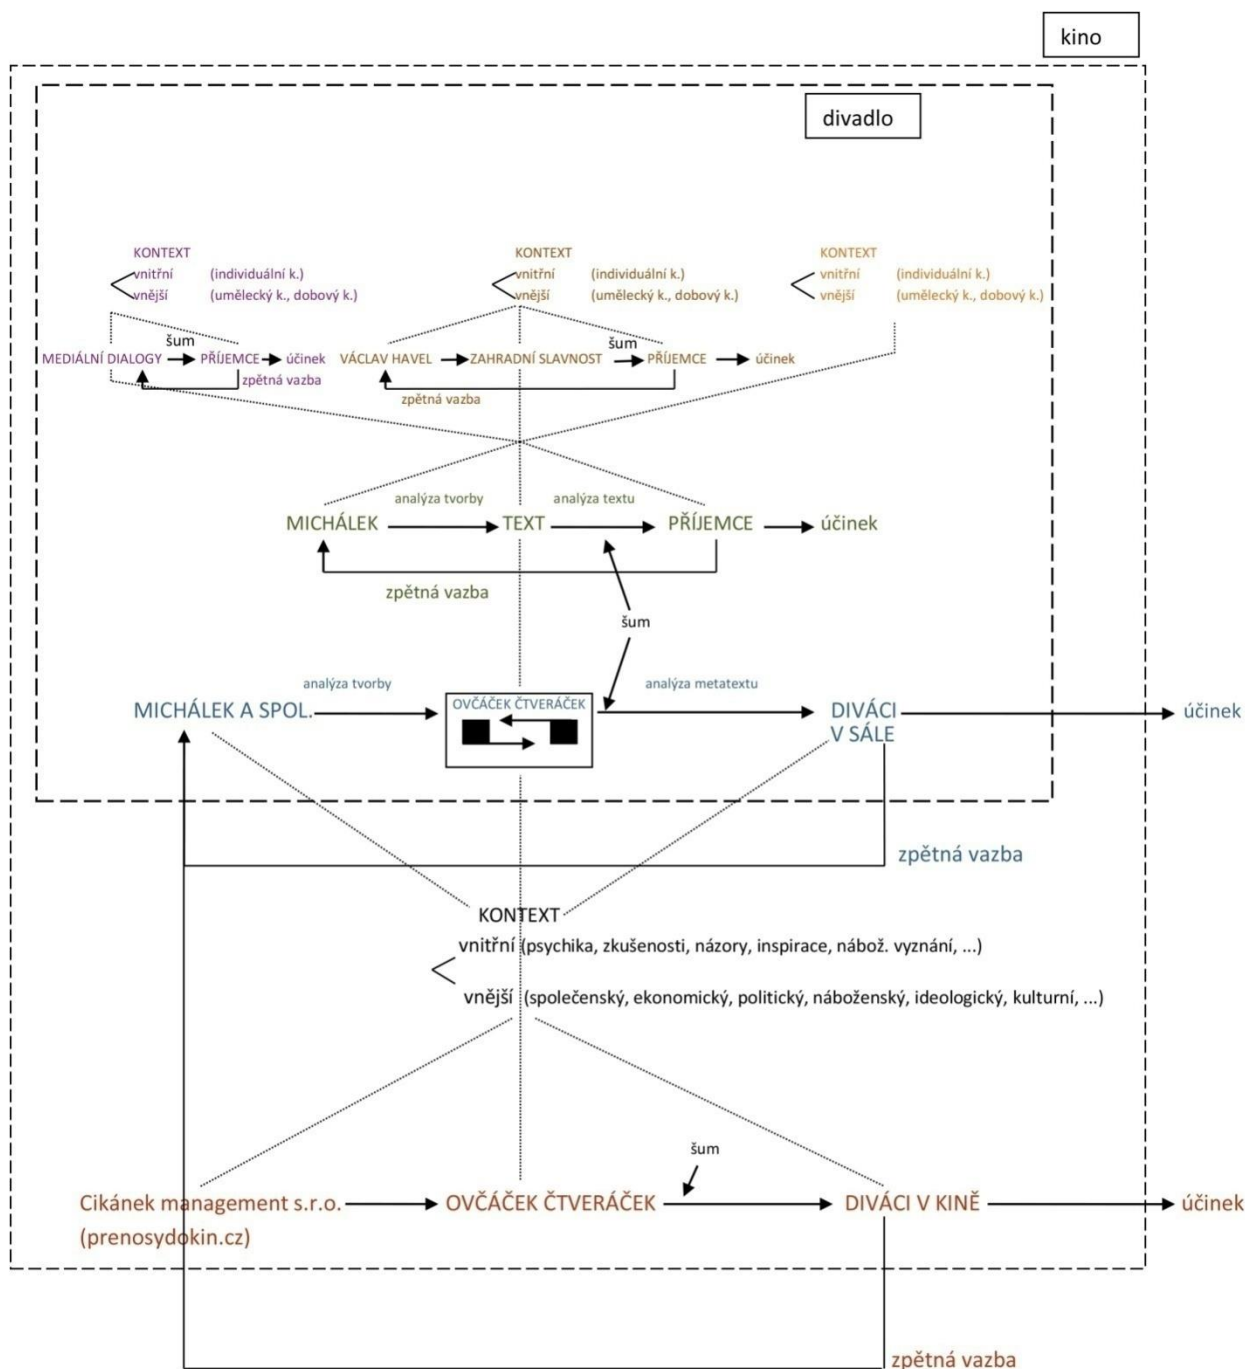 kino
divadlo
KONTEXT KONTEXT KONTEXT
vnitřní (individuální k.) vnitřní (individuální k.) vnitřní (individuální k.)
vnější (umělecký k., dobový k.) vnější (umělecký k., dobový k.) vnější (umělecký k., dobový k.)
šum šum
MEDIÁLNÍ DIALOGY PŘÍJEMCE účinek VÁCLAV HAVEL ZAHRADNÍ SLAVNOST PŘÍJEMCE účinek
zpětná vazba
zpětná vazba
analýza tvorby analýza textu
MICHÁLEK TEXT PŘÍJEMCE účinek
zpětná vazba
šum
analýza tvorby analýza metatextu
MICHÁLEK A SPOL. OVČÁČEK ČTVERÁČEK DIVÁCI účinek
V SÁLE
zpětná vazba
KONTEXT
vnitřní (psychika, zkušenosti, názory, inspirace, nábož. vyznání, ...)
vnější (společenský, ekonomický, politický, náboženský, ideologický, kulturní, ...)
šum
Cikánek management s.r.o. OVČÁČEK ČTVERÁČEK DIVÁCI V KINĚ účinek
(prenosydokin.cz)
zpětná vazba